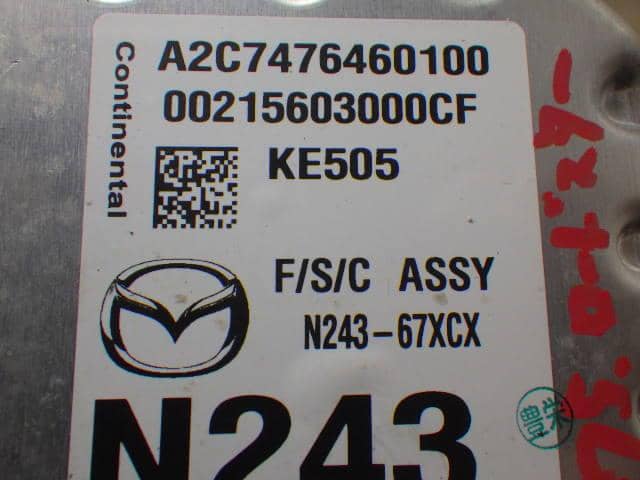 Continental
A2C7476460100
00215603000CF
KE505
F/S/C ASSY
N243-67XCX
N243